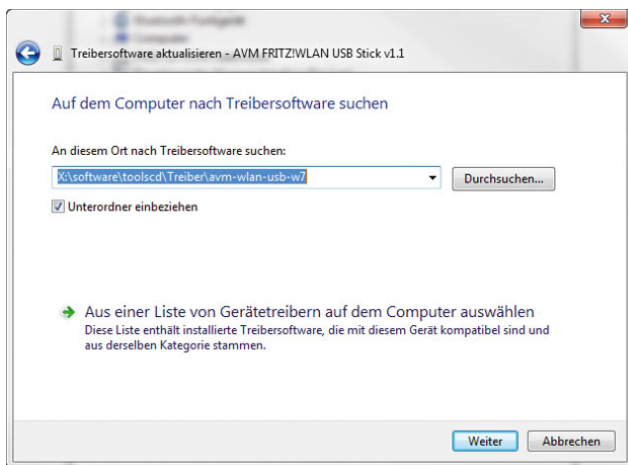 Treibersoftware aktualisieren - AVM FRITZ!WLAN USB Stick v1.1
Auf dem Computer nach Treibersoftware suchen
An diesem Ort nach Treibersoftware suchen:
X:\software\toolscd\Treiber\avm-wlan-usb-w7
Durchsuchen...
Unterordner einbeziehen
Aus einer Liste von Gerätetreibern auf dem Computer auswählen
Diese Liste enthält installierte Treibersoftware, die mit diesem Gerät kompatibel sind und
aus derselben Kategorie stammen.
Weiter
Abbrechen